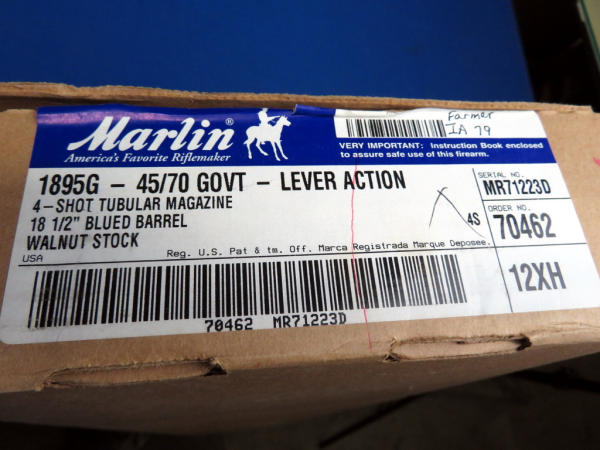 Marlin®
America's Favorite Riflemaker
Farmer
IA 79
VERY IMPORTANT: Instruction Book enclosed
to assure safe use of this firearm.
1895G - 45/70 GOVT - LEVER ACTION
4-SHOT TUBULAR MAGAZINE
18 1/2" BLUED BARREL
WALNUT STOCK
4S
USA
Reg. U.S. Pat & tm. Off. Marca Registrada Marque Deposee.
SERIAL NO.
MR71223D
ORDER NO.
70462
12XH
70462 MR71223D